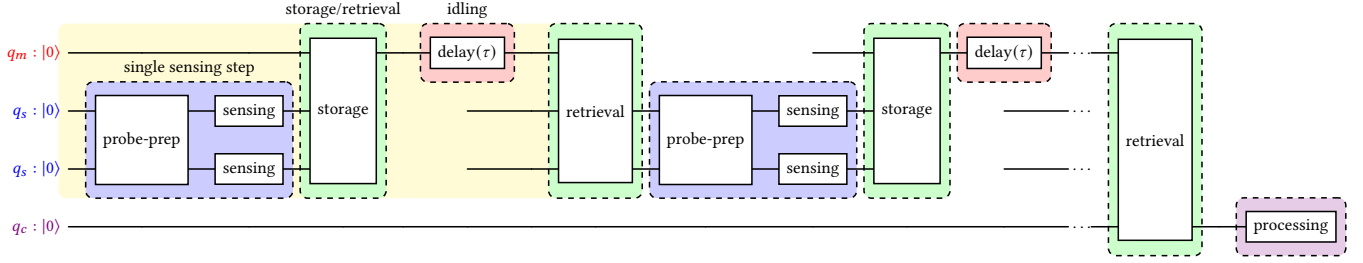 storage/retrieval idling
q_m : |0⟩ delay(τ) delay(τ) ...
single sensing step
q_s : |0⟩ sensing sensing ...
probe-prep storage retrieval probe-prep storage retrieval
q_s : |0⟩ sensing sensing ...
q_c : |0⟩ ... processing